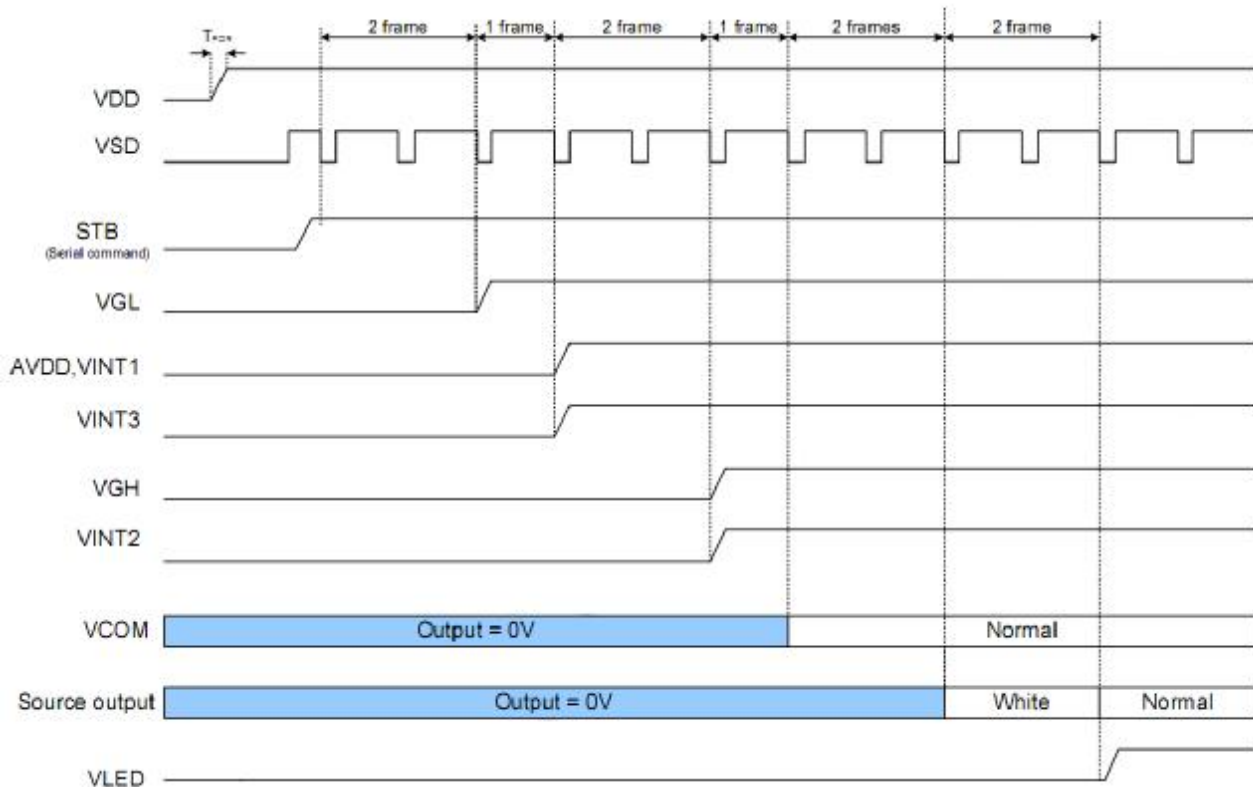 2 frame 1 frame 2 frame 1 frame 2 frames 2 frame
VDD
VSD
STB
(Serial command)
VGL
AVDD,VINT1
VINT3
VGH
VINT2
VCOM Output = 0V Normal
Source output Output = 0V White Normal
VLED